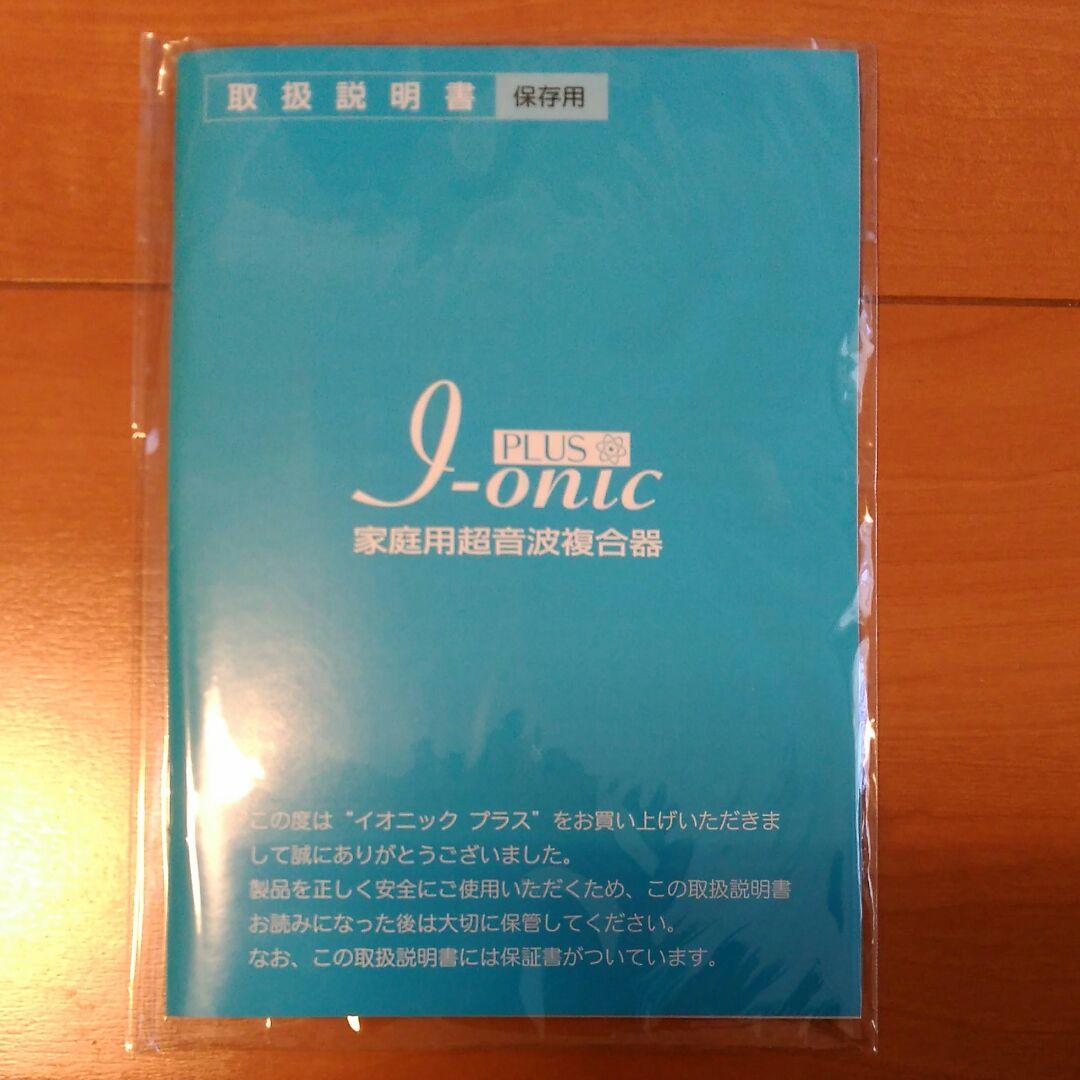 取扱説明書 保存用
PLUS
I-onic
家庭用超音波複合器
この度は“イオニック プラス”をお買い上げいただきま
して誠にありがとうございました。
製品を正しく安全にご使用いただくため、この取扱説明書
お読みになった後は大切に保管してください。
なお、この取扱説明書には保証書がついています。